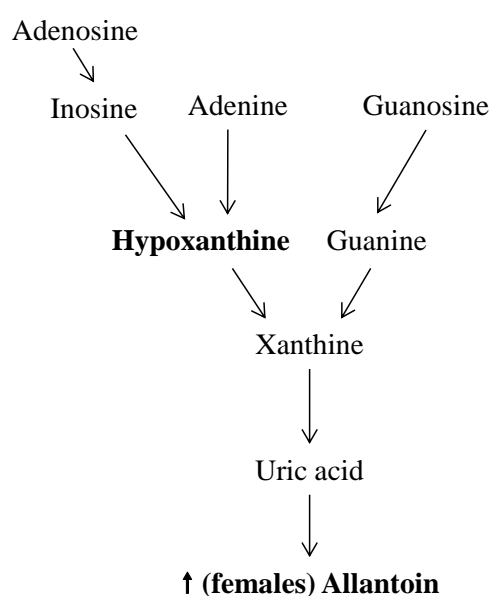 Adenosine
Inosine Adenine Guanosine
Hypoxanthine Guanine
Xanthine
Uric acid
↑ (females) Allantoin